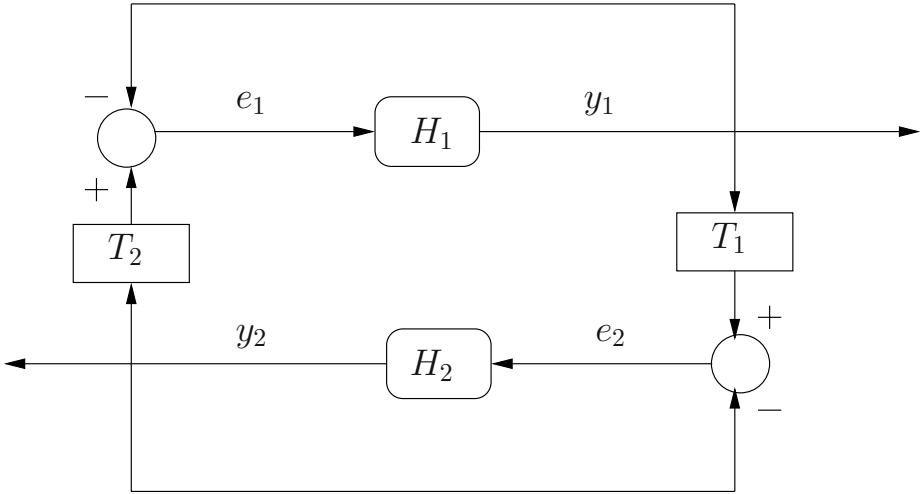 −
e₁
y₁
H₁
+
T₂
T₁
+
y₂
e₂
H₂
−